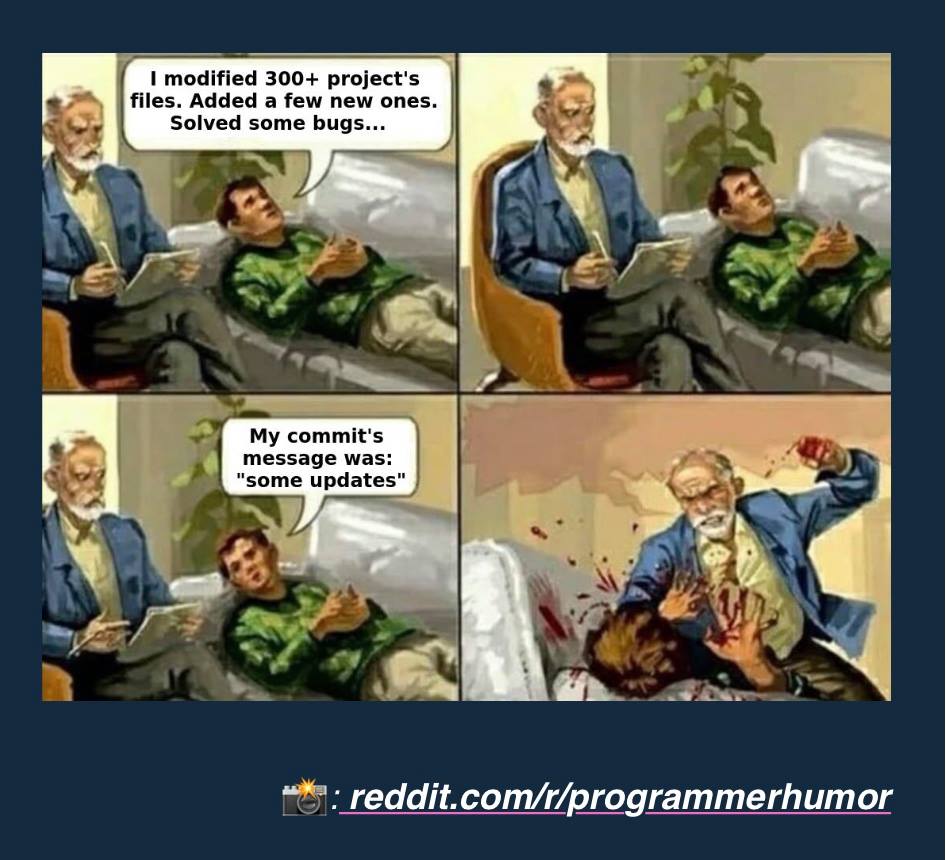 I modified 300+ project's
files. Added a few new ones.
Solved some bugs...
My commit's
message was:
"some updates"
: reddit.com/r/programmerhumor